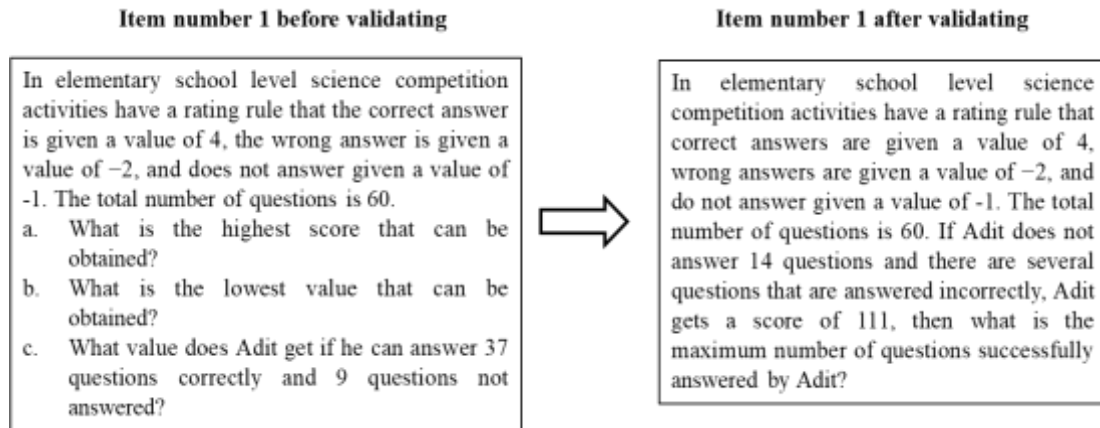 Item number 1 before validating
In elementary school level science competition
activities have a rating rule that the correct answer
is given a value of 4, the wrong answer is given a
value of −2, and does not answer given a value of
-1. The total number of questions is 60.
a. What is the highest score that can be
obtained?
b. What is the lowest value that can be
obtained?
c. What value does Adit get if he can answer 37
questions correctly and 9 questions not
answered?
Item number 1 after validating
In elementary school level science
competition activities have a rating rule that
correct answers are given a value of 4,
wrong answers are given a value of −2, and
do not answer given a value of -1. The total
number of questions is 60. If Adit does not
answer 14 questions and there are several
questions that are answered incorrectly, Adit
gets a score of 111, then what is the
maximum number of questions successfully
answered by Adit?